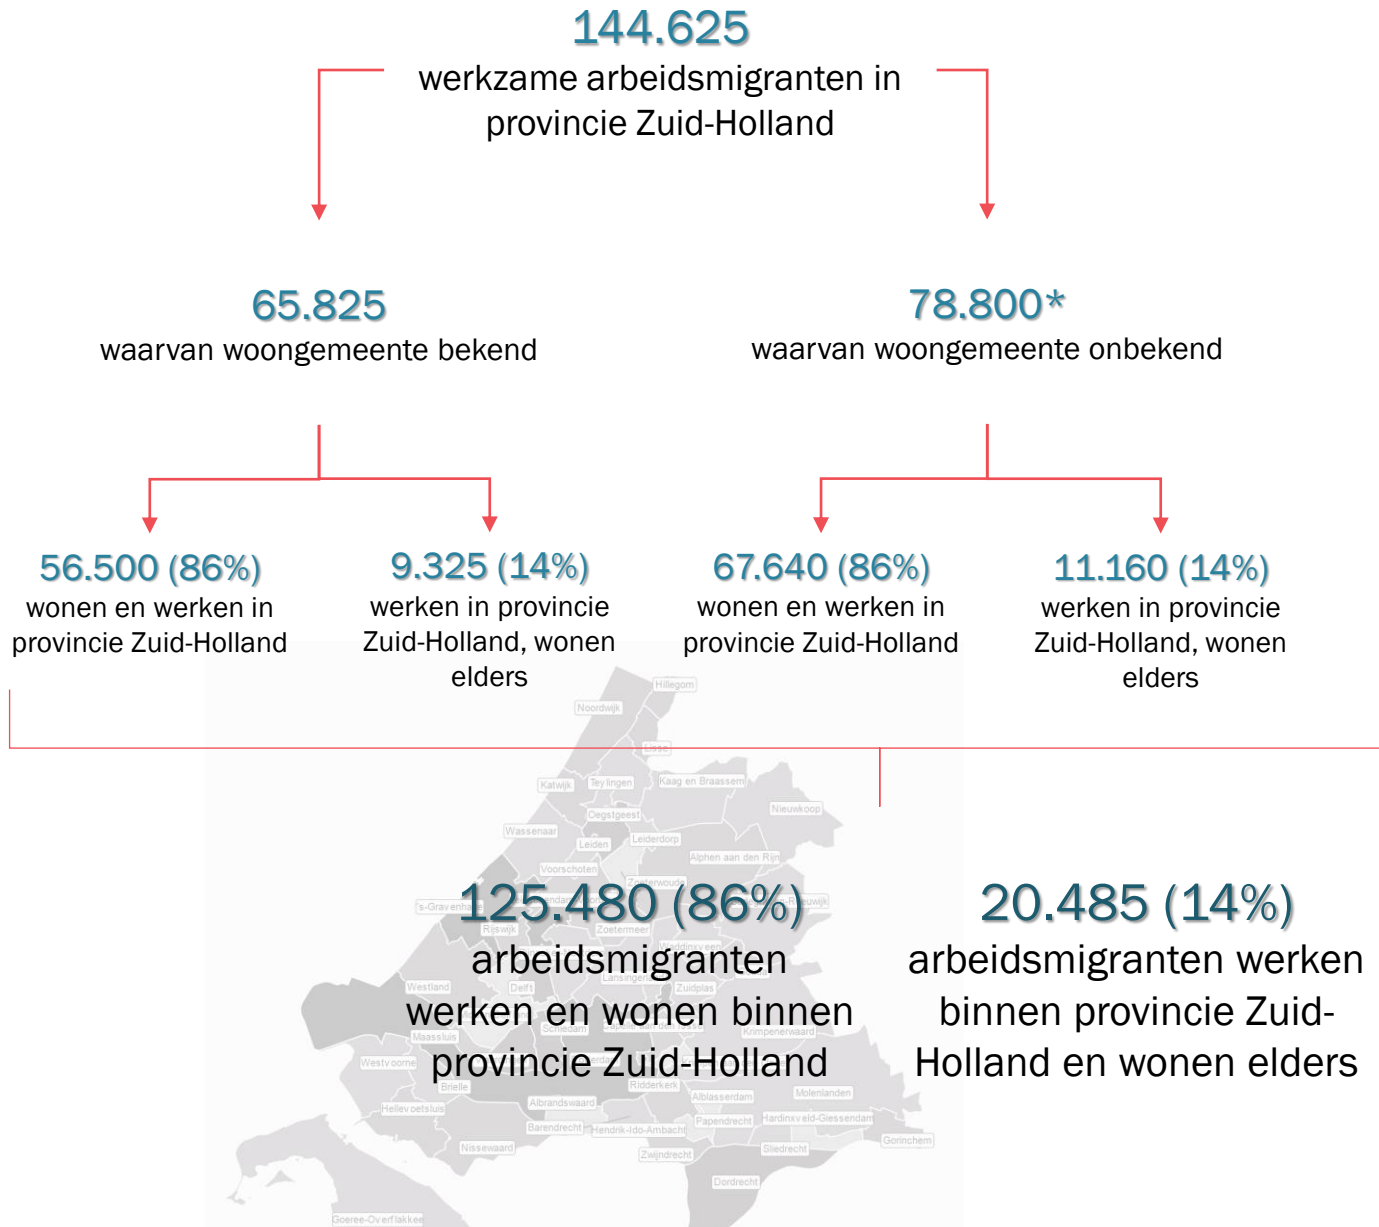 144.625
werkzame arbeidsmigranten in
provincie Zuid-Holland
65.825
waarvan woongemeente bekend
78.800*
waarvan woongemeente onbekend
56.500 (86%)
wonen en werken in
provincie Zuid-Holland
9.325 (14%)
werken in provincie
Zuid-Holland, wonen
elders
67.640 (86%)
wonen en werken in
provincie Zuid-Holland
11.160 (14%)
werken in provincie
Zuid-Holland, wonen
elders
125.480 (86%)
arbeidsmigranten
werken en wonen binnen
provincie Zuid-Holland
20.485 (14%)
arbeidsmigranten werken
binnen provincie Zuid-
Holland en wonen elders
Hillegom
Noordwijk
Lisse
Katwijk
Teylingen
Kaag en Braassem
Nieuwkoop
Oegstgeest
Wassenaar
Leiden
Leiderdorp
Alphen aan den Rijn
Voorschoten
Zoeterwoude
Rijswijk
Zoetermeer
Waddinxveen
Westland
Delft
Zuidplas
Schiedam
Krimpenerwaard
Maassluis
Westvoorne
Brielle
Ridderkerk
Albrandswaard
Alblasserdam
Molenlanden
Hellevoetsluis
Barendrecht
Hendrik-Ido-Ambacht
Papendrecht
Hardinxveld-Giessendam
Gorinchem
Nissewaard
Zwijndrecht
Sliedrecht
Dordrecht
Goeree-Overflakkee